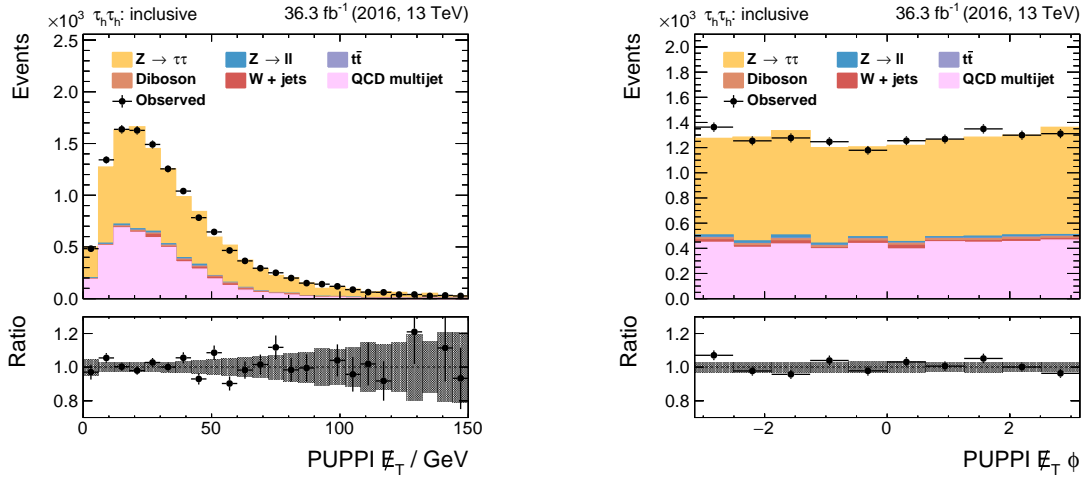 ×10³ τₕτₕ: inclusive 36.3 fb⁻¹ (2016, 13 TeV)
Events
2.5
2.0
1.5
1.0
0.5
0.0
Z → ττ Z → ll tt̄
Diboson W + jets QCD multijet
Observed
Ratio
1.2
1.0
0.8
0 50 100 150
PUPPI E̸_T / GeV
×10³ τₕτₕ: inclusive 36.3 fb⁻¹ (2016, 13 TeV)
Events
2.0
1.8
1.6
1.4
1.2
1.0
0.8
0.6
0.4
0.2
0.0
Z → ττ Z → ll tt̄
Diboson W + jets QCD multijet
Observed
Ratio
1.2
1.0
0.8
−2 0 2
PUPPI E̸_T ϕ